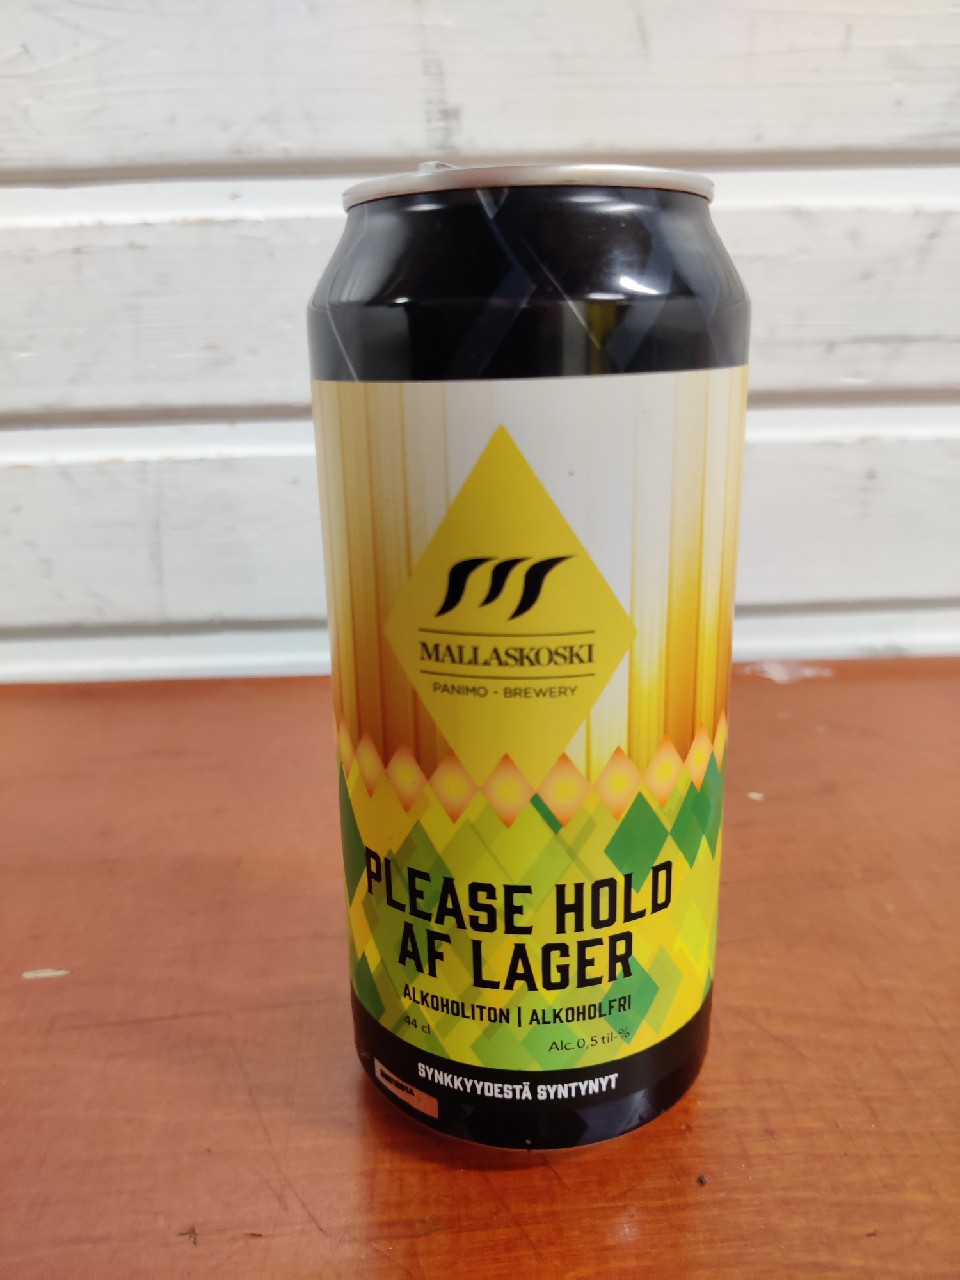 MALLASKOSKI
PANIMO · BREWERY
PLEASE HOLD
AF LAGER
ALKOHOLITON | ALKOHOLFRI
44 cl
Alc. 0,5 til-%
SYNKKYYDESTÄ SYNTYNYT